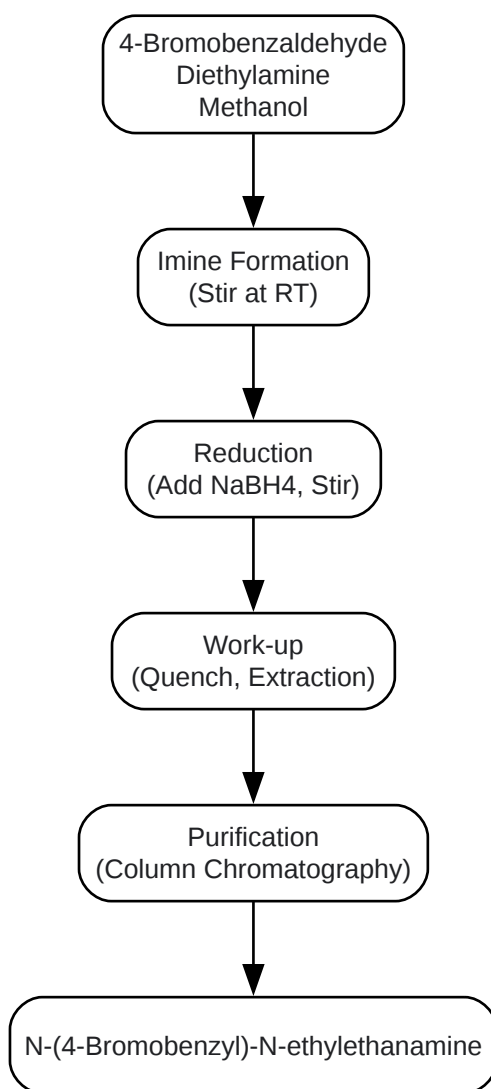 4-Bromobenzaldehyde
Diethylamine
Methanol
Imine Formation
(Stir at RT)
Reduction
(Add NaBH4, Stir)
Work-up
(Quench, Extraction)
Purification
(Column Chromatography)
N-(4-Bromobenzyl)-N-ethylethanamine